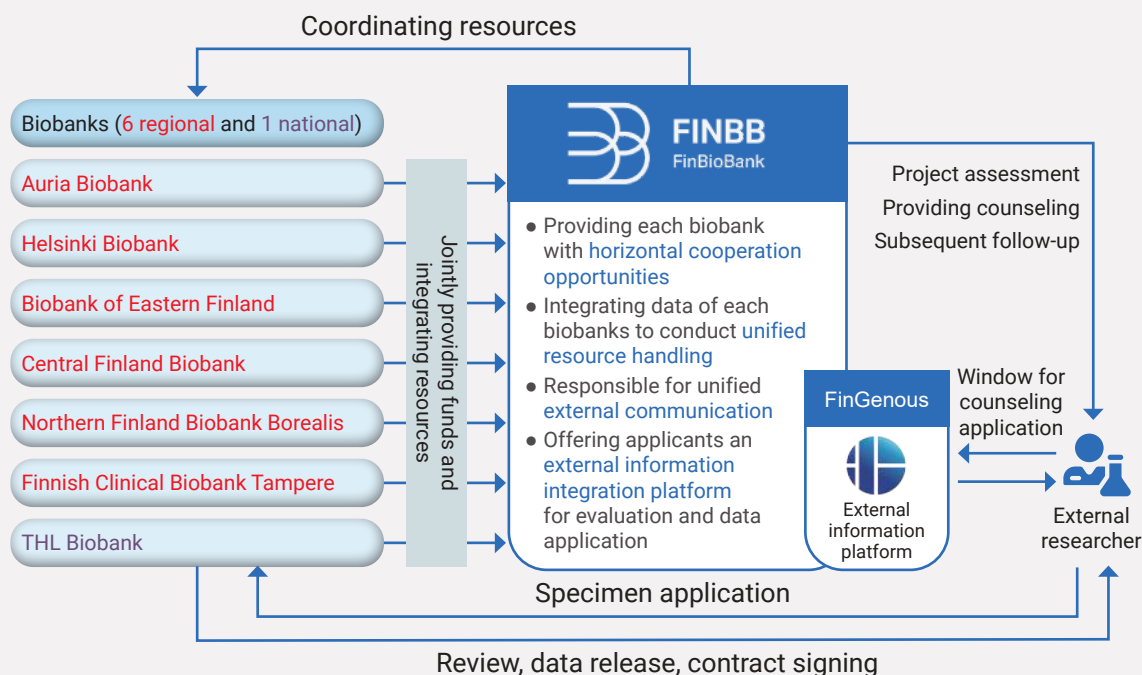 Coordinating resources
Biobanks (6 regional and 1 national)
Auria Biobank
Helsinki Biobank
Biobank of Eastern Finland
Central Finland Biobank
Northern Finland Biobank Borealis
Finnish Clinical Biobank Tampere
THL Biobank
Jointly providing funds and
integrating resources
FINBB
FinBioBank
● Providing each biobank
with horizontal cooperation
opportunities
● Integrating data of each
biobanks to conduct unified
resource handling
● Responsible for unified
external communication
● Offering applicants an
external information
integration platform
for evaluation and data
application
FinGenous
External
information
platform
Project assessment
Providing counseling
Subsequent follow-up
Window for
counseling
application
External
researcher
Specimen application
Review, data release, contract signing